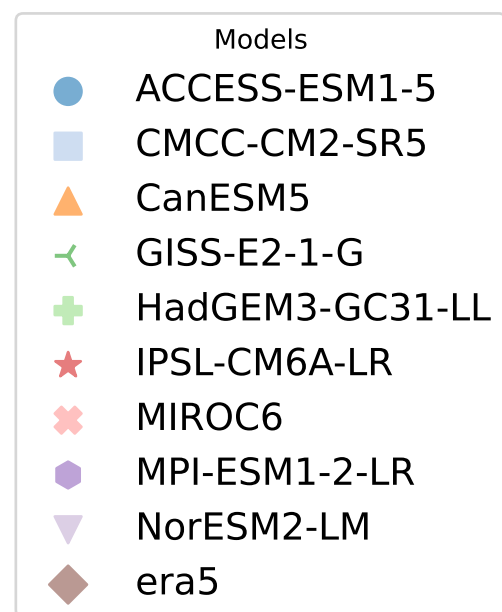 Models
ACCESS-ESM1-5
CMCC-CM2-SR5
CanESM5
GISS-E2-1-G
HadGEM3-GC31-LL
IPSL-CM6A-LR
MIROC6
MPI-ESM1-2-LR
NorESM2-LM
era5